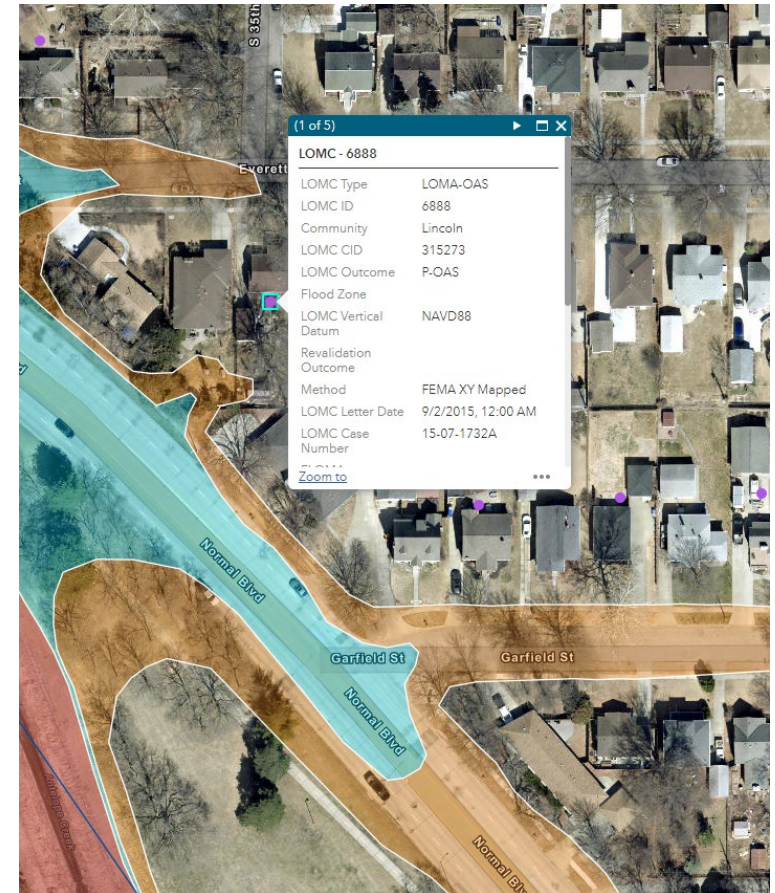 S 35th
(1 of 5)
LOMC - 6888
Everett
LOMC Type LOMA-OAS
LOMC ID 6888
Community Lincoln
LOMC CID 315273
LOMC Outcome P-OAS
Flood Zone
LOMC Vertical NAVD88
Datum
Revalidation
Outcome
Method FEMA XY Mapped
LOMC Letter Date 9/2/2015, 12:00 AM
LOMC Case 15-07-1732A
Number
Zoom to
Normal Blvd
Garfield St
Garfield St
Normal Blvd
Normal